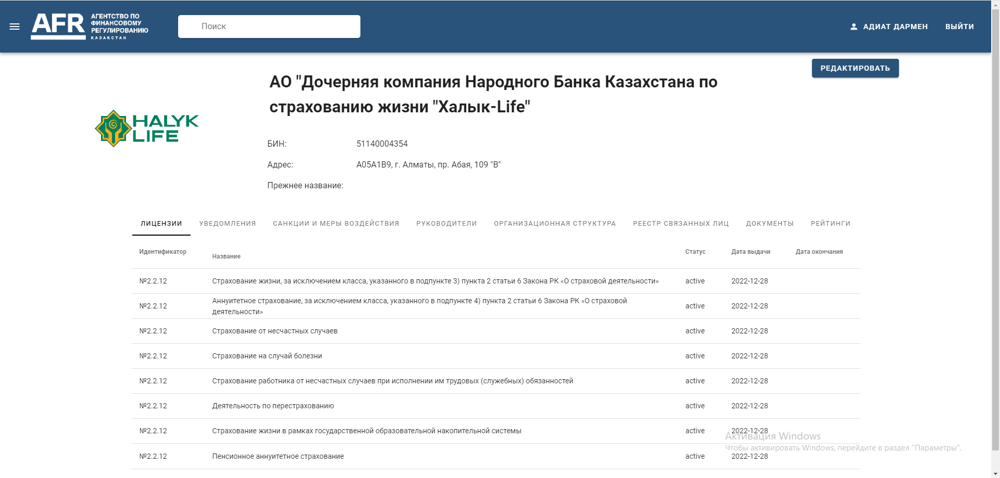 AFR
АГЕНТСТВО ПО
ФИНАНСОВОМУ
РЕГУЛИРОВАНИЮ
КАЗАХСТАН
Поиск
АДИАТ ДАРМЕН
ВЫЙТИ
РЕДАКТИРОВАТЬ
АО "Дочерняя компания Народного Банка Казахстана по
страхованию жизни "Халык-Life"
HALYK
LIFE
БИН: 51140004354
Адрес: A05A1B9, г. Алматы, пр. Абая, 109 "В"
Прежнее название:
ЛИЦЕНЗИИ УВЕДОМЛЕНИЯ САНКЦИИ И МЕРЫ ВОЗДЕЙСТВИЯ РУКОВОДИТЕЛИ ОРГАНИЗАЦИОННАЯ СТРУКТУРА РЕЕСТР СВЯЗАННЫХ ЛИЦ ДОКУМЕНТЫ РЕЙТИНГИ
Идентификатор Название Статус Дата выдачи Дата окончания
№2.2.12 Страхование жизни, за исключением класса, указанного в подпункте 3) пункта 2 статьи 6 Закона РК «О страховой деятельности» active 2022-12-28
№2.2.12 Аннуитетное страхование, за исключением класса, указанного в подпункте 4) пункта 2 статьи 6 Закона РК «О страховой
деятельности» active 2022-12-28
№2.2.12 Страхование от несчастных случаев active 2022-12-28
№2.2.12 Страхование на случай болезни active 2022-12-28
№2.2.12 Страхование работника от несчастных случаев при исполнении им трудовых (служебных) обязанностей active 2022-12-28
№2.2.12 Деятельность по перестрахованию active 2022-12-28
№2.2.12 Страхование жизни в рамках государственной образовательной накопительной системы active 2022-12-28
Активация Windows
Чтобы активировать Windows, перейдите в раздел "Параметры".
№2.2.12 Пенсионное аннуитетное страхование active 2022-12-28